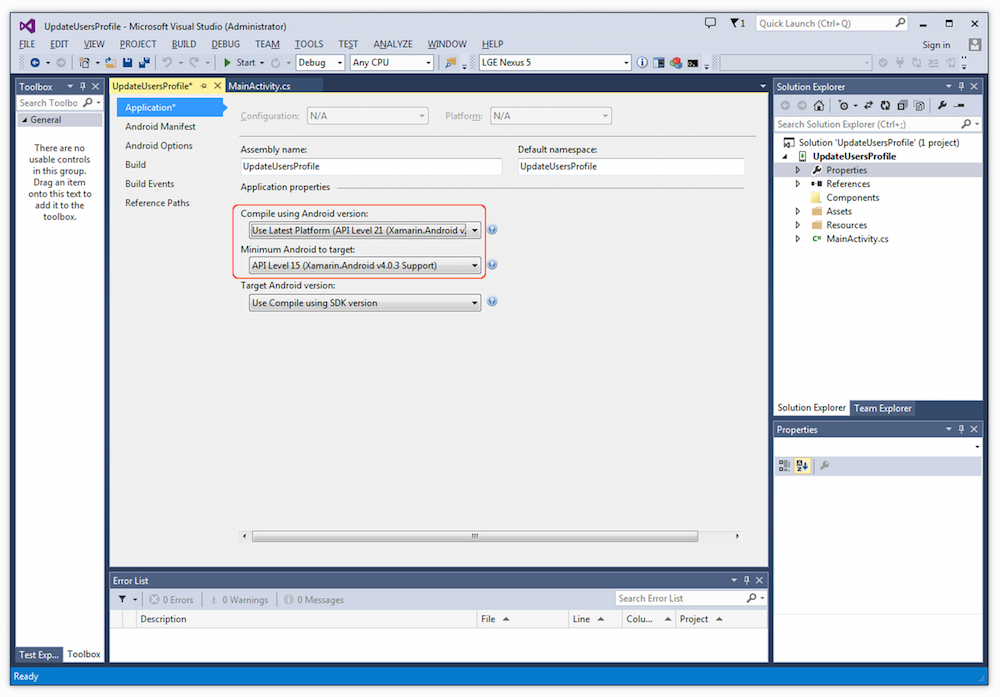 UpdateUsersProfile - Microsoft Visual Studio (Administrator)
1
Quick Launch (Ctrl+Q)
FILE EDIT VIEW PROJECT BUILD DEBUG TEAM TOOLS TEST ANALYZE WINDOW HELP
Sign in
Start Debug Any CPU LGE Nexus 5
Toolbox
Search Toolbo
General
There are no
usable controls
in this group.
Drag an item
onto this text to
add it to the
toolbox.
Test Exp... Toolbox
UpdateUsersProfile* MainActivity.cs
Application*
Android Manifest
Android Options
Build
Build Events
Reference Paths
Configuration: N/A Platform: N/A
Assembly name: Default namespace:
UpdateUsersProfile UpdateUsersProfile
Application properties
Compile using Android version:
Use Latest Platform (API Level 21 (Xamarin.Android v.
Minimum Android to target:
API Level 15 (Xamarin.Android v4.0.3 Support)
Target Android version:
Use Compile using SDK version
Error List
0 Errors 0 Warnings 0 Messages Search Error List
Description File Line Colu... Project
Solution Explorer
Search Solution Explorer (Ctrl+;)
Solution 'UpdateUsersProfile' (1 project)
UpdateUsersProfile
Properties
References
Components
Assets
Resources
C# MainActivity.cs
Solution Explorer Team Explorer
Properties
Ready